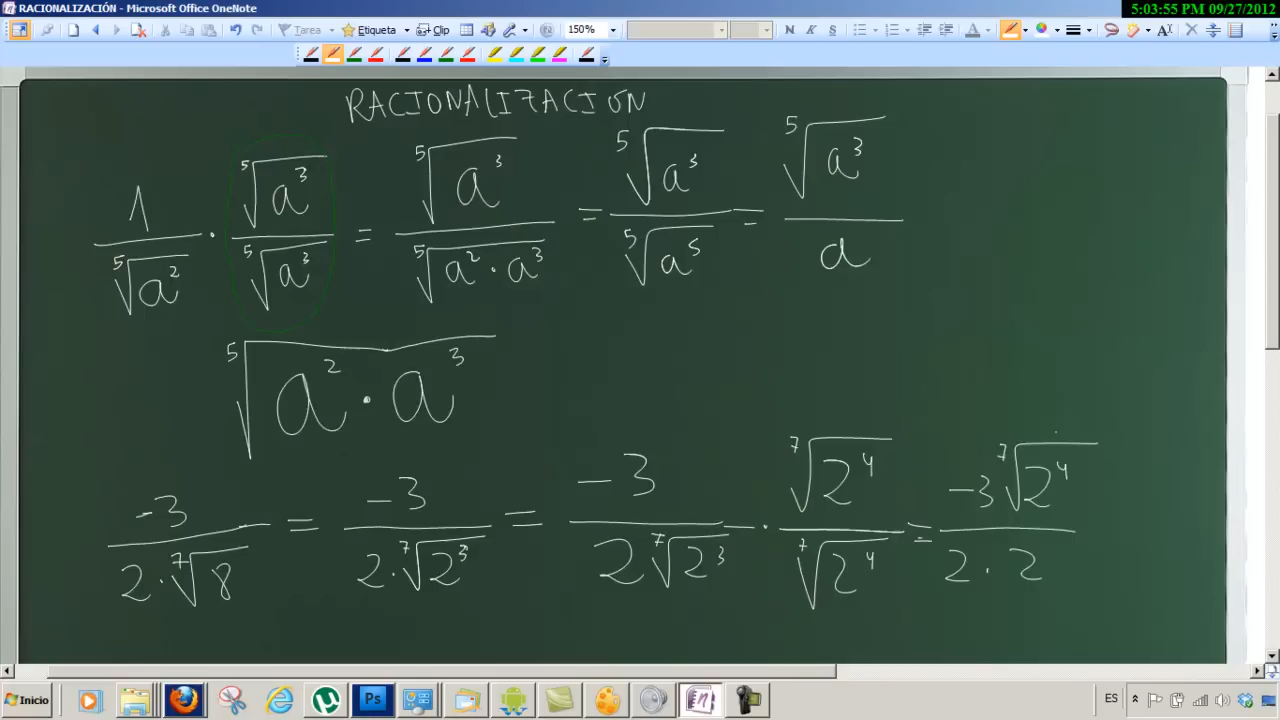 RACIONALIZACIÓN - Microsoft Office OneNote
5:03:55 PM 09/27/2012
Tarea Etiqueta Clip 150% N K S A
RACIONALIZACION
1/⁵√a² · ⁵√a³/⁵√a³ = ⁵√a³/⁵√a²·a³ = ⁵√a³/⁵√a⁵ = ⁵√a³/a
⁵√a² · a³
-3/2·⁷√8 = -3/2·⁷√2³ = -3/2⁷√2³ · ⁷√2⁴/⁷√2⁴ = -3⁷√2⁴/2·2
Inicio Ps ES 17:03